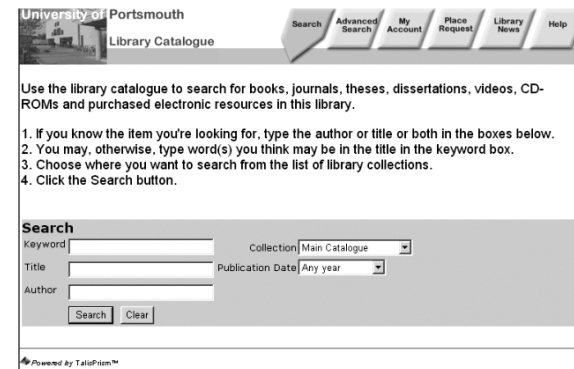 University of Portsmouth
Library Catalogue
Search
Advanced Search
My Account
Place Request
Library News
Help
Use the library catalogue to search for books, journals, theses, dissertations, videos, CD-
ROMs and purchased electronic resources in this library.
1. If you know the item you're looking for, type the author or title or both in the boxes below.
2. You may, otherwise, type word(s) you think may be in the title in the keyword box.
3. Choose where you want to search from the list of library collections.
4. Click the Search button.
Search
Keyword Collection Main Catalogue
Title Publication Date Any year
Author
Search Clear
Powered by TalisPrism™